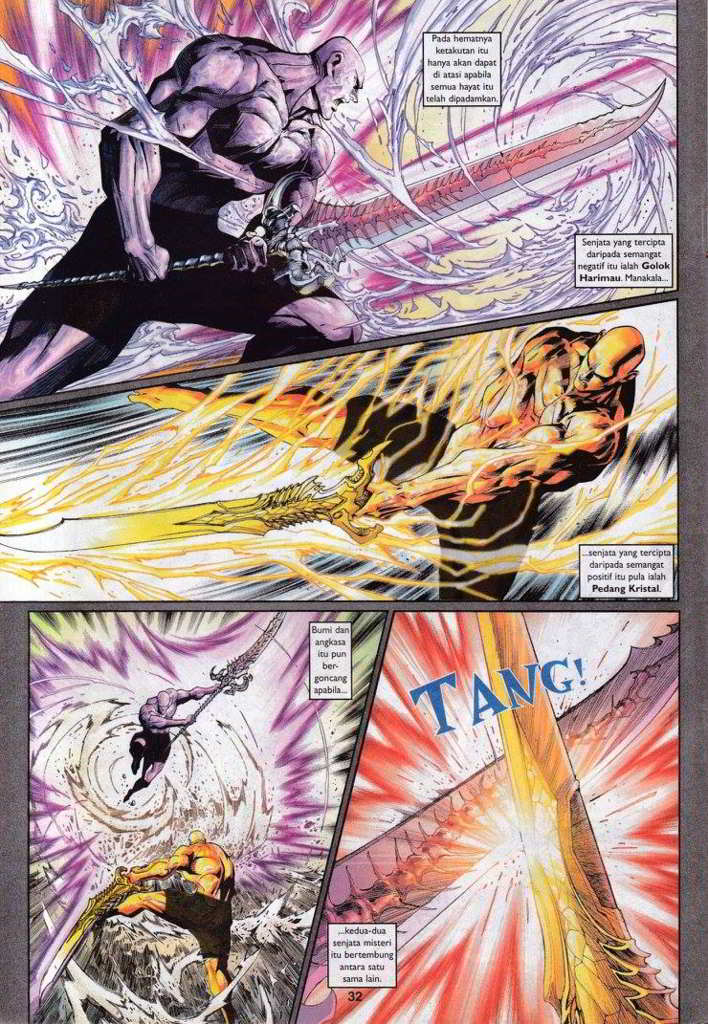 Pada hematnya
ketakutan itu
hanya akan dapat
di atasi apabila
semua hayat itu
telah dipadamkan.
Senjata yang tercipta
daripada semangat
negatif itu ialah Golok
Harimau. Manakala...
...senjata yang tercipta
daripada semangat
positif itu pula ialah
Pedang Kristal.
Bumi dan
angkasa
itu pun
ber-
goncang
apabila...
TANG!
...kedua-dua
senjata misteri
itu bertembung
antara satu
sama lain.
32